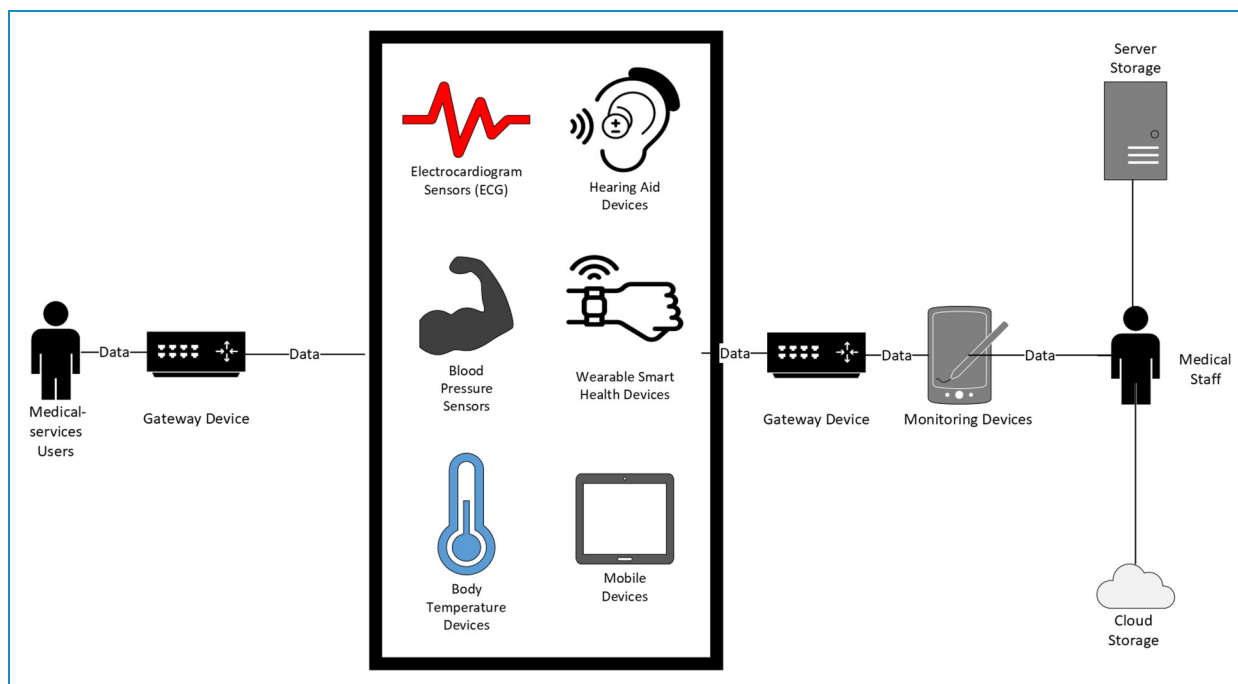 Server
Storage
Electrocardiogram
Sensors (ECG)
Hearing Aid
Devices
Medical-
services
Users
Data
Gateway Device
Data
Blood
Pressure
Sensors
Wearable Smart
Health Devices
Data
Gateway Device
Data
Monitoring Devices
Data
Medical
Staff
Body
Temperature
Devices
Mobile
Devices
Cloud
Storage